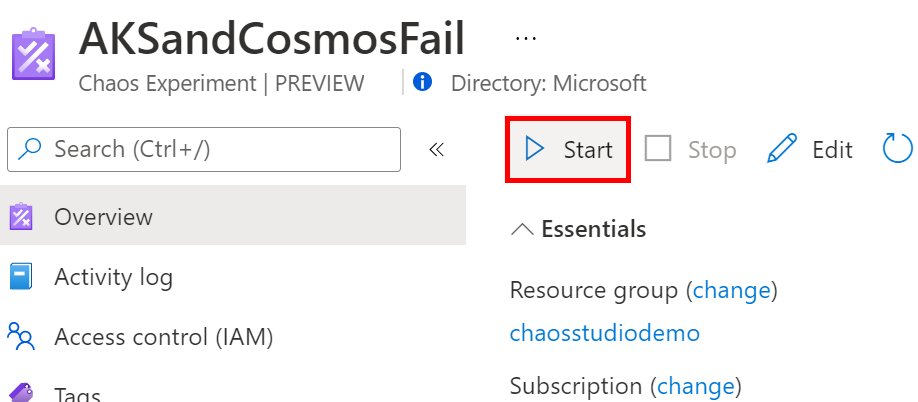 AKSandCosmosFail ...
Chaos Experiment | PREVIEW Directory: Microsoft
Search (Ctrl+/) «
Start Stop Edit
Overview
Essentials
Activity log
Resource group (change)
chaosstudiodemo
Access control (IAM)
Subscription (change)
Tags